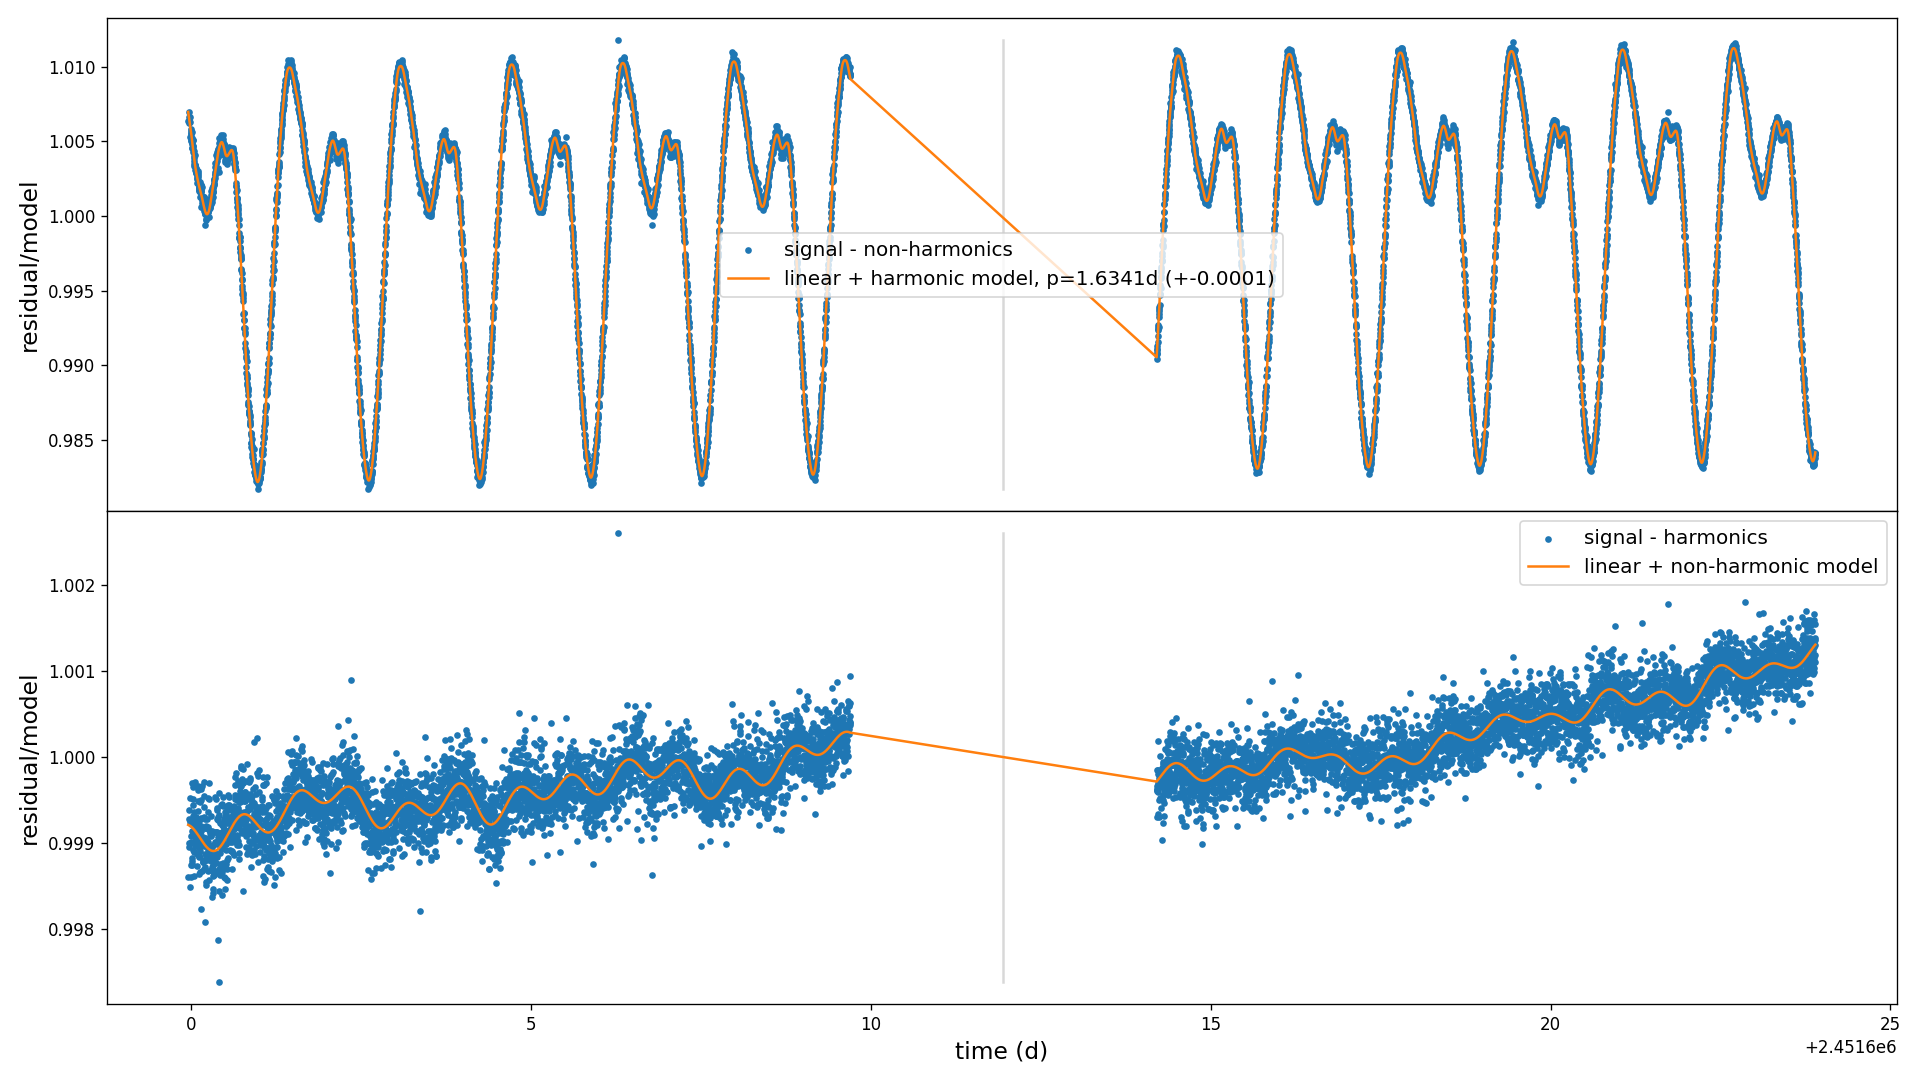 residual/model
1.010
1.005
1.000
0.995
0.990
0.985
signal - non-harmonics
linear + harmonic model, p=1.6341d (+-0.0001)
residual/model
1.002
1.001
1.000
0.999
0.998
signal - harmonics
linear + non-harmonic model
0 5 10 15 20 25
time (d)
+2.4516e6